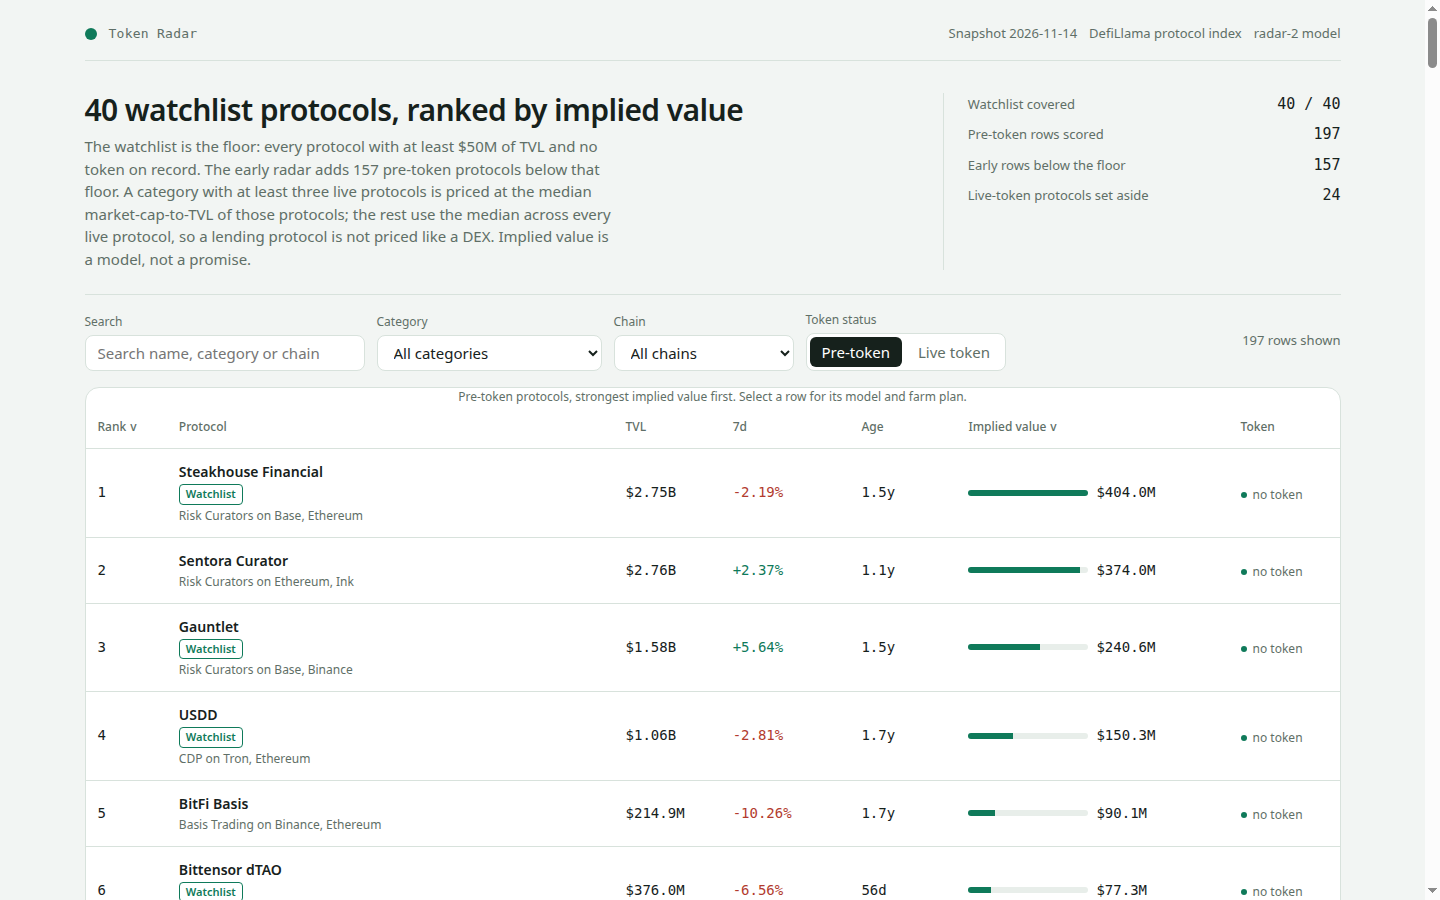 Token Radar
Snapshot 2026-11-14 DefiLlama protocol index radar-2 model
40 watchlist protocols, ranked by implied value
The watchlist is the floor: every protocol with at least $50M of TVL and no
token on record. The early radar adds 157 pre-token protocols below that
floor. A category with at least three live protocols is priced at the median
market-cap-to-TVL of those protocols; the rest use the median across every
live protocol, so a lending protocol is not priced like a DEX. Implied value is
a model, not a promise.
Watchlist covered 40 / 40
Pre-token rows scored 197
Early rows below the floor 157
Live-token protocols set aside 24
Search Category Chain Token status
Search name, category or chain All categories All chains Pre-token Live token 197 rows shown
Pre-token protocols, strongest implied value first. Select a row for its model and farm plan.
Rank v Protocol TVL 7d Age Implied value v Token
Steakhouse Financial
1 Watchlist $2.75B -2.19% 1.5y $404.0M no token
Risk Curators on Base, Ethereum
Sentora Curator
2 $2.76B +2.37% 1.1y $374.0M no token
Risk Curators on Ethereum, Ink
Gauntlet
3 Watchlist $1.58B +5.64% 1.5y $240.6M no token
Risk Curators on Base, Binance
USDD
4 Watchlist $1.06B -2.81% 1.7y $150.3M no token
CDP on Tron, Ethereum
BitFi Basis
5 $214.9M -10.26% 1.7y $90.1M no token
Basis Trading on Binance, Ethereum
Bittensor dTAO
6 Watchlist $376.0M -6.56% 56d $77.3M no token